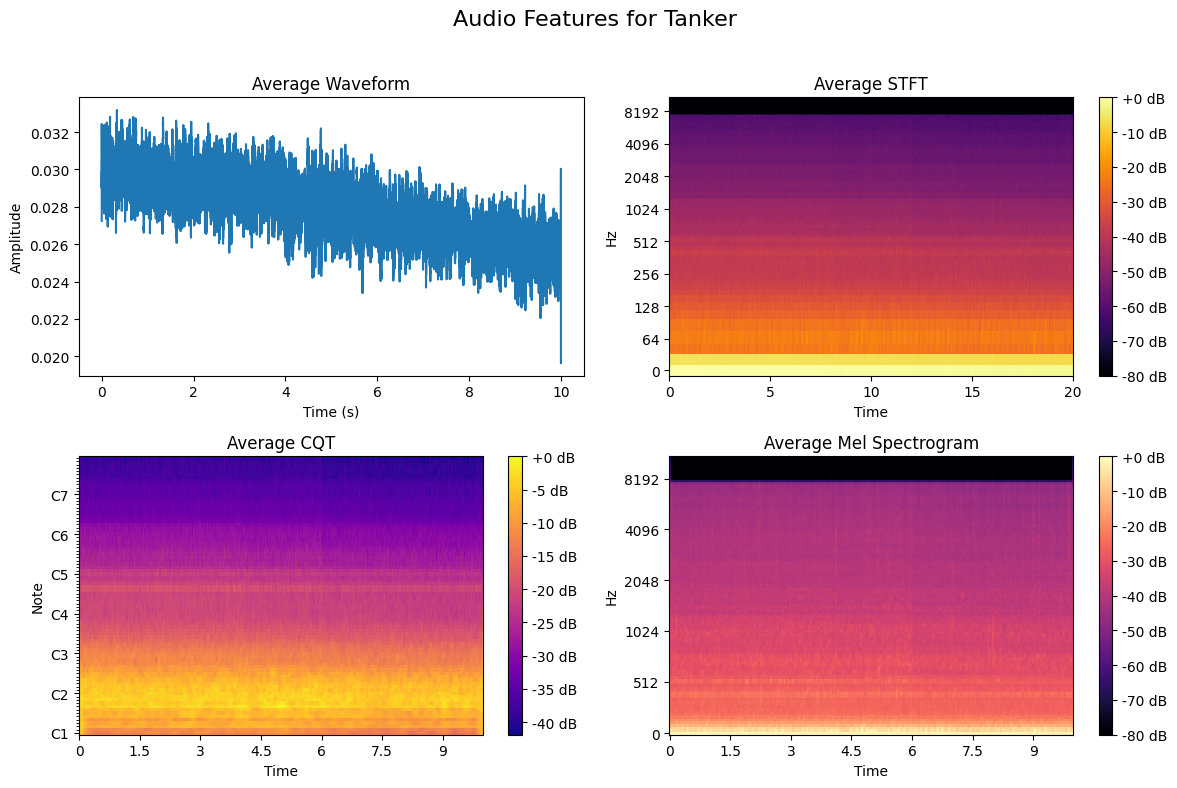 Audio Features for Tanker
Average Waveform
Amplitude
0.032
0.030
0.028
0.026
0.024
0.022
0.020
0 2 4 6 8 10
Time (s)
Average STFT
Hz
8192
4096
2048
1024
512
256
128
64
0
0 5 10 15 20
Time
+0 dB
-10 dB
-20 dB
-30 dB
-40 dB
-50 dB
-60 dB
-70 dB
-80 dB
Average CQT
Note
C7
C6
C5
C4
C3
C2
C1
0 1.5 3 4.5 6 7.5 9
Time
+0 dB
-5 dB
-10 dB
-15 dB
-20 dB
-25 dB
-30 dB
-35 dB
-40 dB
Average Mel Spectrogram
Hz
8192
4096
2048
1024
512
0
0 1.5 3 4.5 6 7.5 9
Time
+0 dB
-10 dB
-20 dB
-30 dB
-40 dB
-50 dB
-60 dB
-70 dB
-80 dB